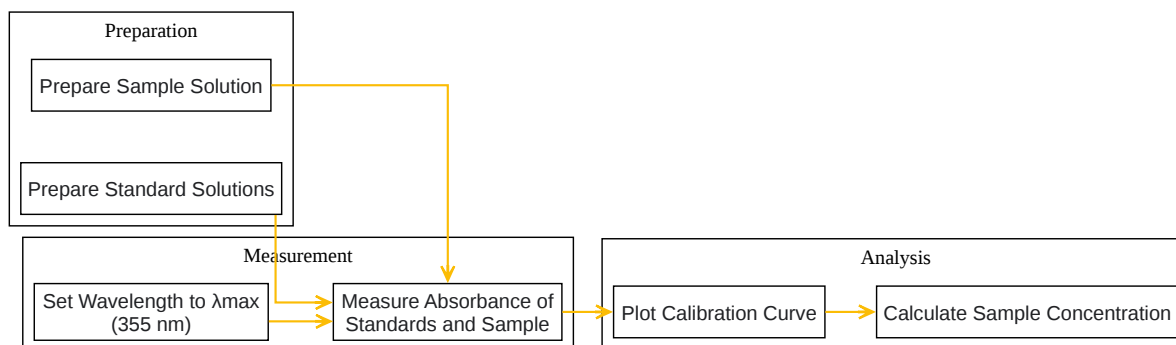 Preparation
Prepare Sample Solution
Prepare Standard Solutions
Measurement
Set Wavelength to λmax
(355 nm)
Measure Absorbance of
Standards and Sample
Analysis
Plot Calibration Curve
Calculate Sample Concentration